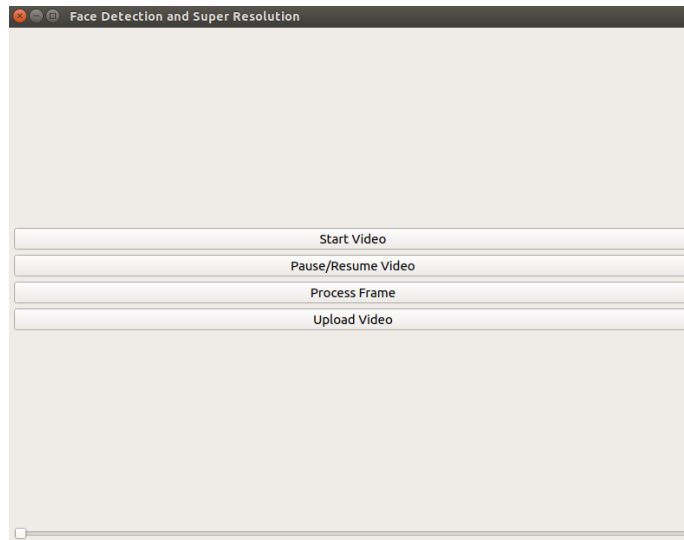 Face Detection and Super Resolution
Start Video
Pause/Resume Video
Process Frame
Upload Video